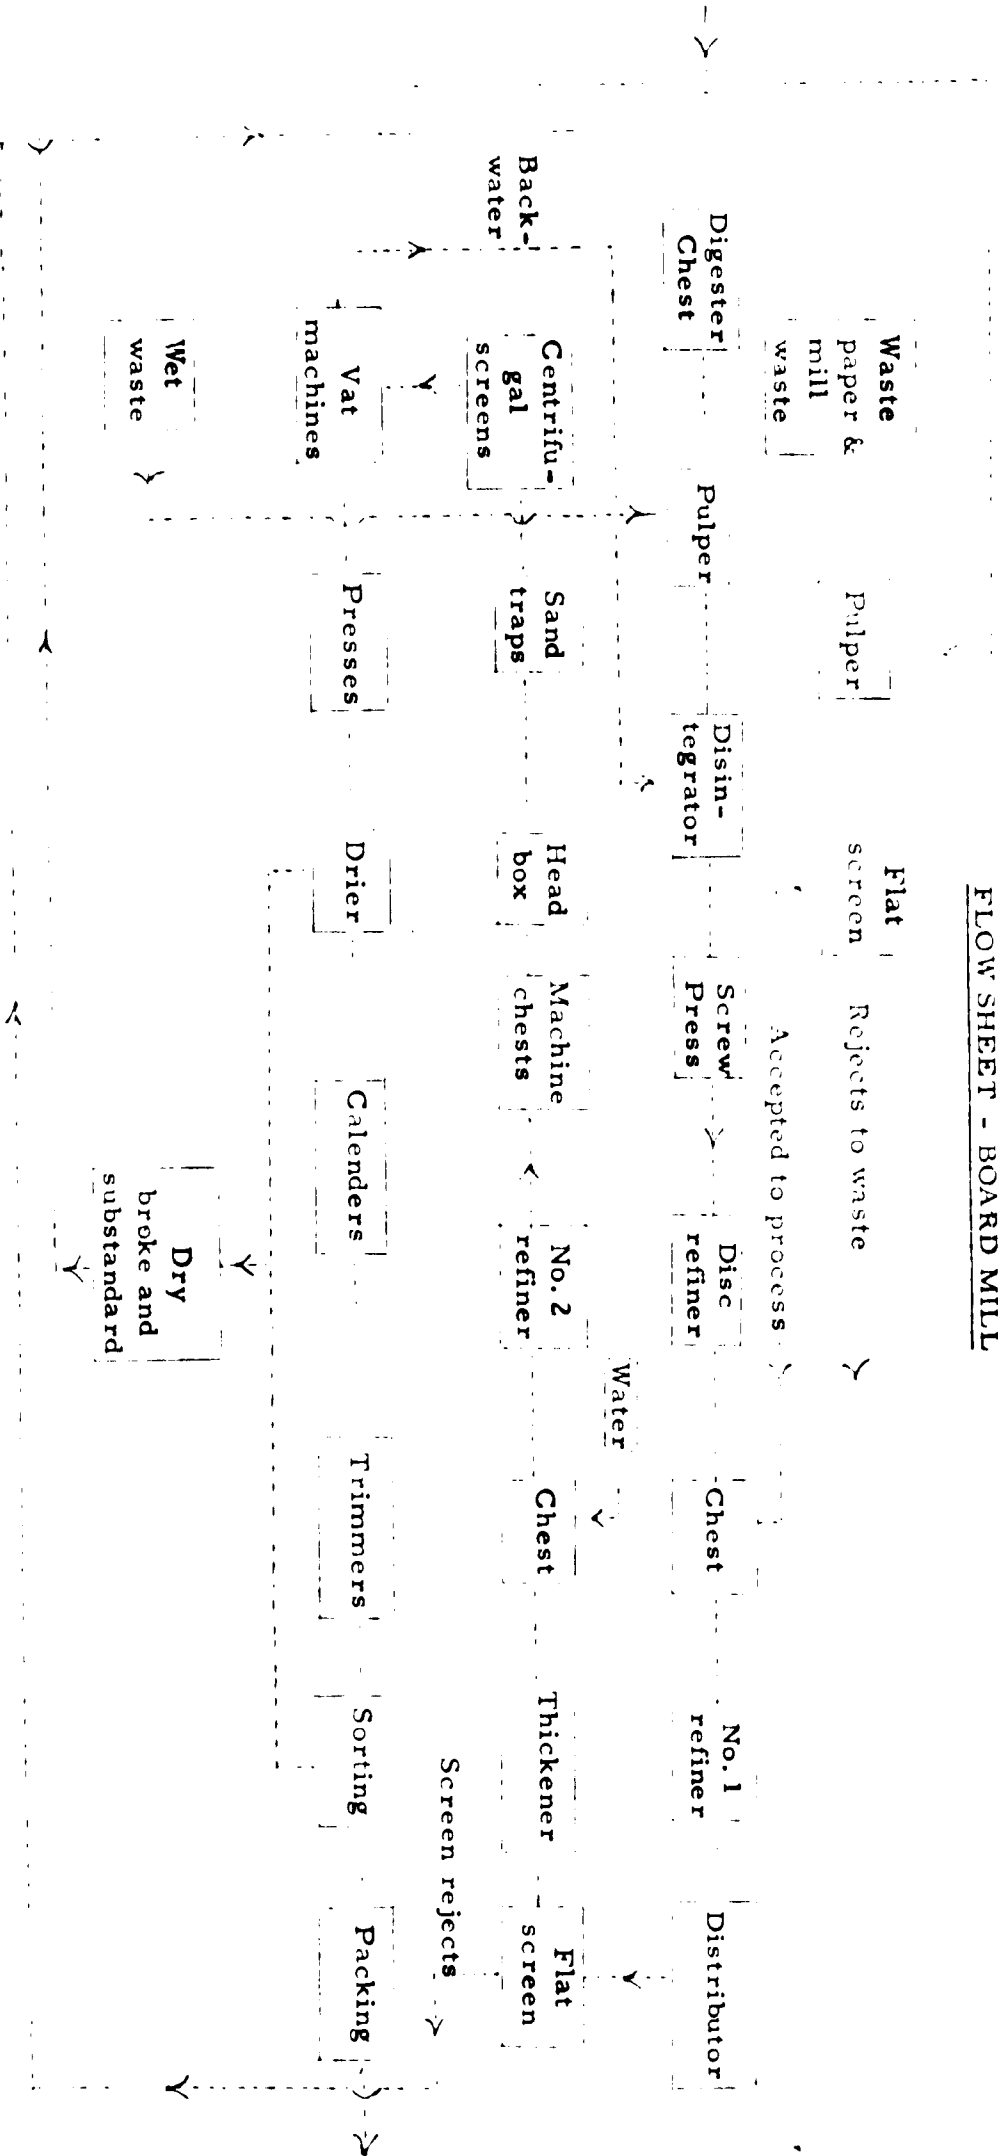 FLOW SHEET - BOARD MILL
Waste
paper &
mill
waste
Pulper
Flat
screen
Rejects to waste
Accepted to process
Digester
Chest
Pulper
Disin-
tegrator
Screw
Press
Disc
refiner
Chest
No. 1
refiner
Distributor
Back-
water
Water
Centrifu-
gal
screens
Sand
traps
Head
box
Machine
chests
No. 2
refiner
Chest
Thickener
Flat
screen
Screen rejects
Vat
machines
Presses
Drier
Calenders
Trimmers
Sorting
Packing
Wet
waste
Dry
broke and
substandard